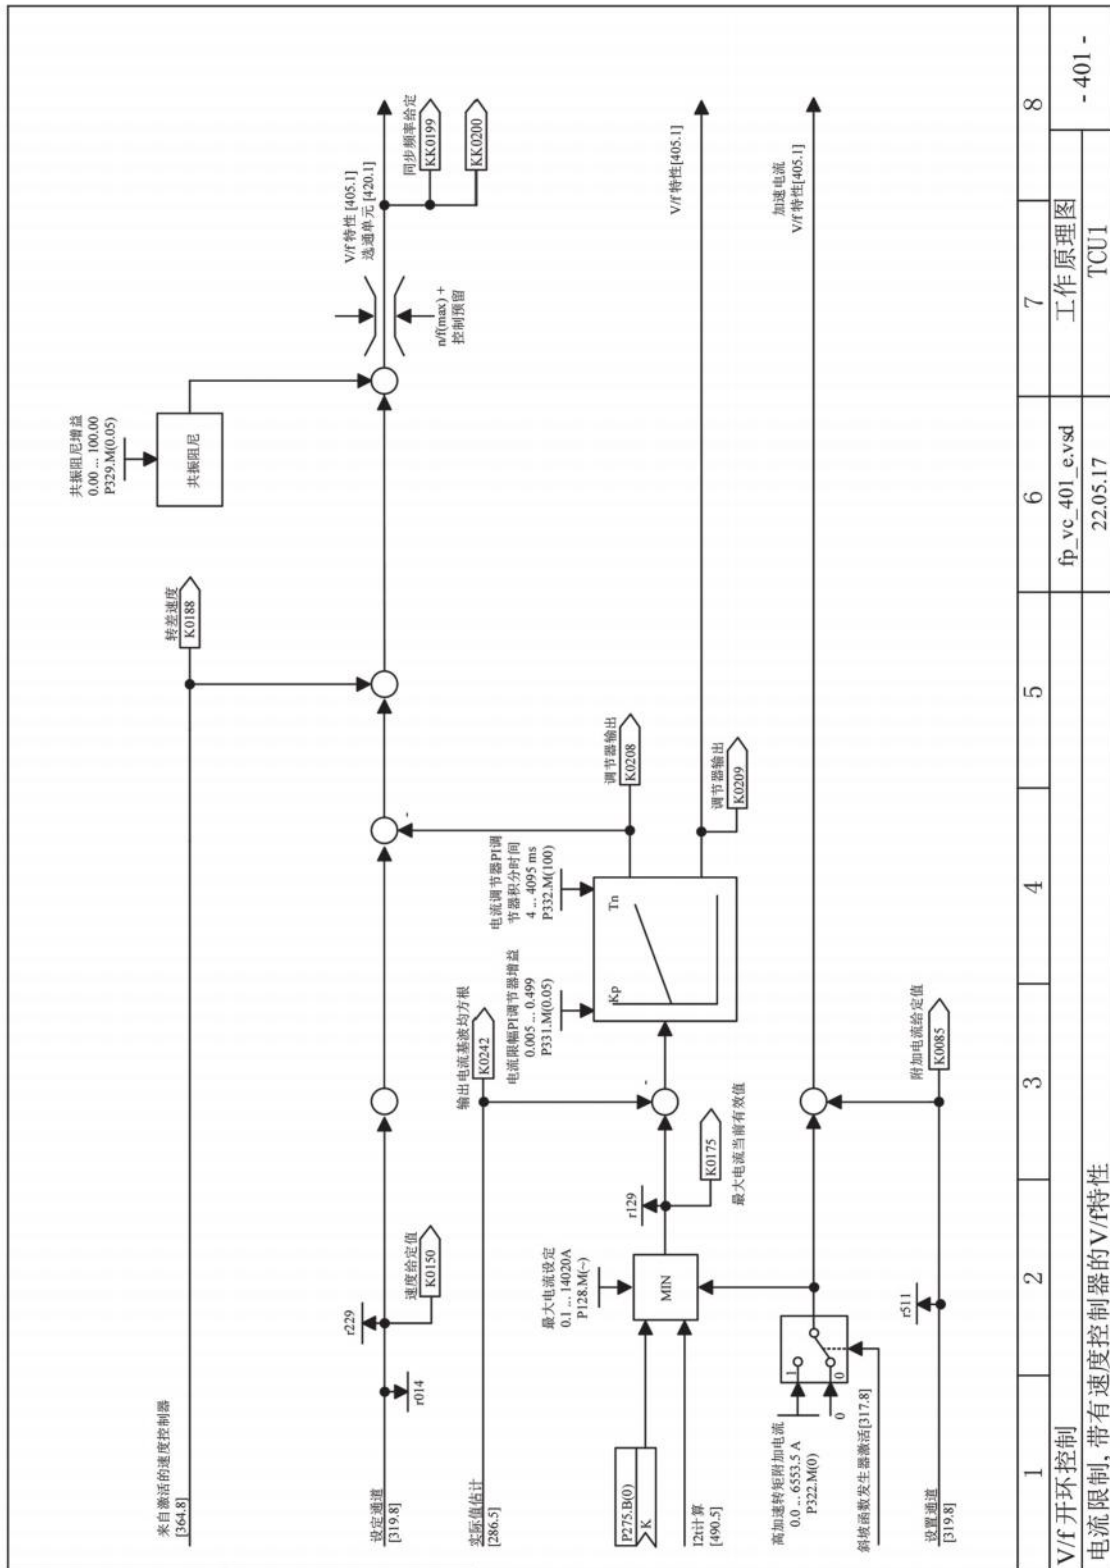 来自激活的速度控制器
[364.8]
转差速度
K0188
共振阻尼增益
0.00 ... 100.00
P329.M(0.05)
共振阻尼
设定通道
[319.8]
r014
r229
速度给定值
K0150
n/f(max) +
控制预留
V/f 特性 [405.1]
选通单元 [420.1]
同步频率给定
KK0199
KK0200
实际值估计
[286.5]
输出电流基波均方根
K0242
电流限幅PI调节器增益
0.005 ... 0.499
P331.M(0.05)
电流调节器PI调
节器积分时间
4 ... 4095 ms
P332.M(100)
-
Kp
Tn
调节器输出
K0208
最大电流设定
0.1 ... 14020A
P128.M(~)
P275.B(0)
K
I2t计算
[490.5]
MIN
r129
K0175
最大电流当前有效值
-
调节器输出
K0209
V/f 特性[405.1]
高加速转矩附加电流
0.0 ... 6553.5 A
P322.M(0)
1
0
0
斜坡函数发生器激活[317.8]
加速电流
V/f 特性[405.1]
设置通道
[319.8]
r511
附加电流给定值
K0085
1
2
3
4
5
6
7
8
V/f 开环控制
fp_vc_401_e.vsd
工作原理图
- 401 -
电流限制, 带有速度控制器的V/f特性
22.05.17
TCU1